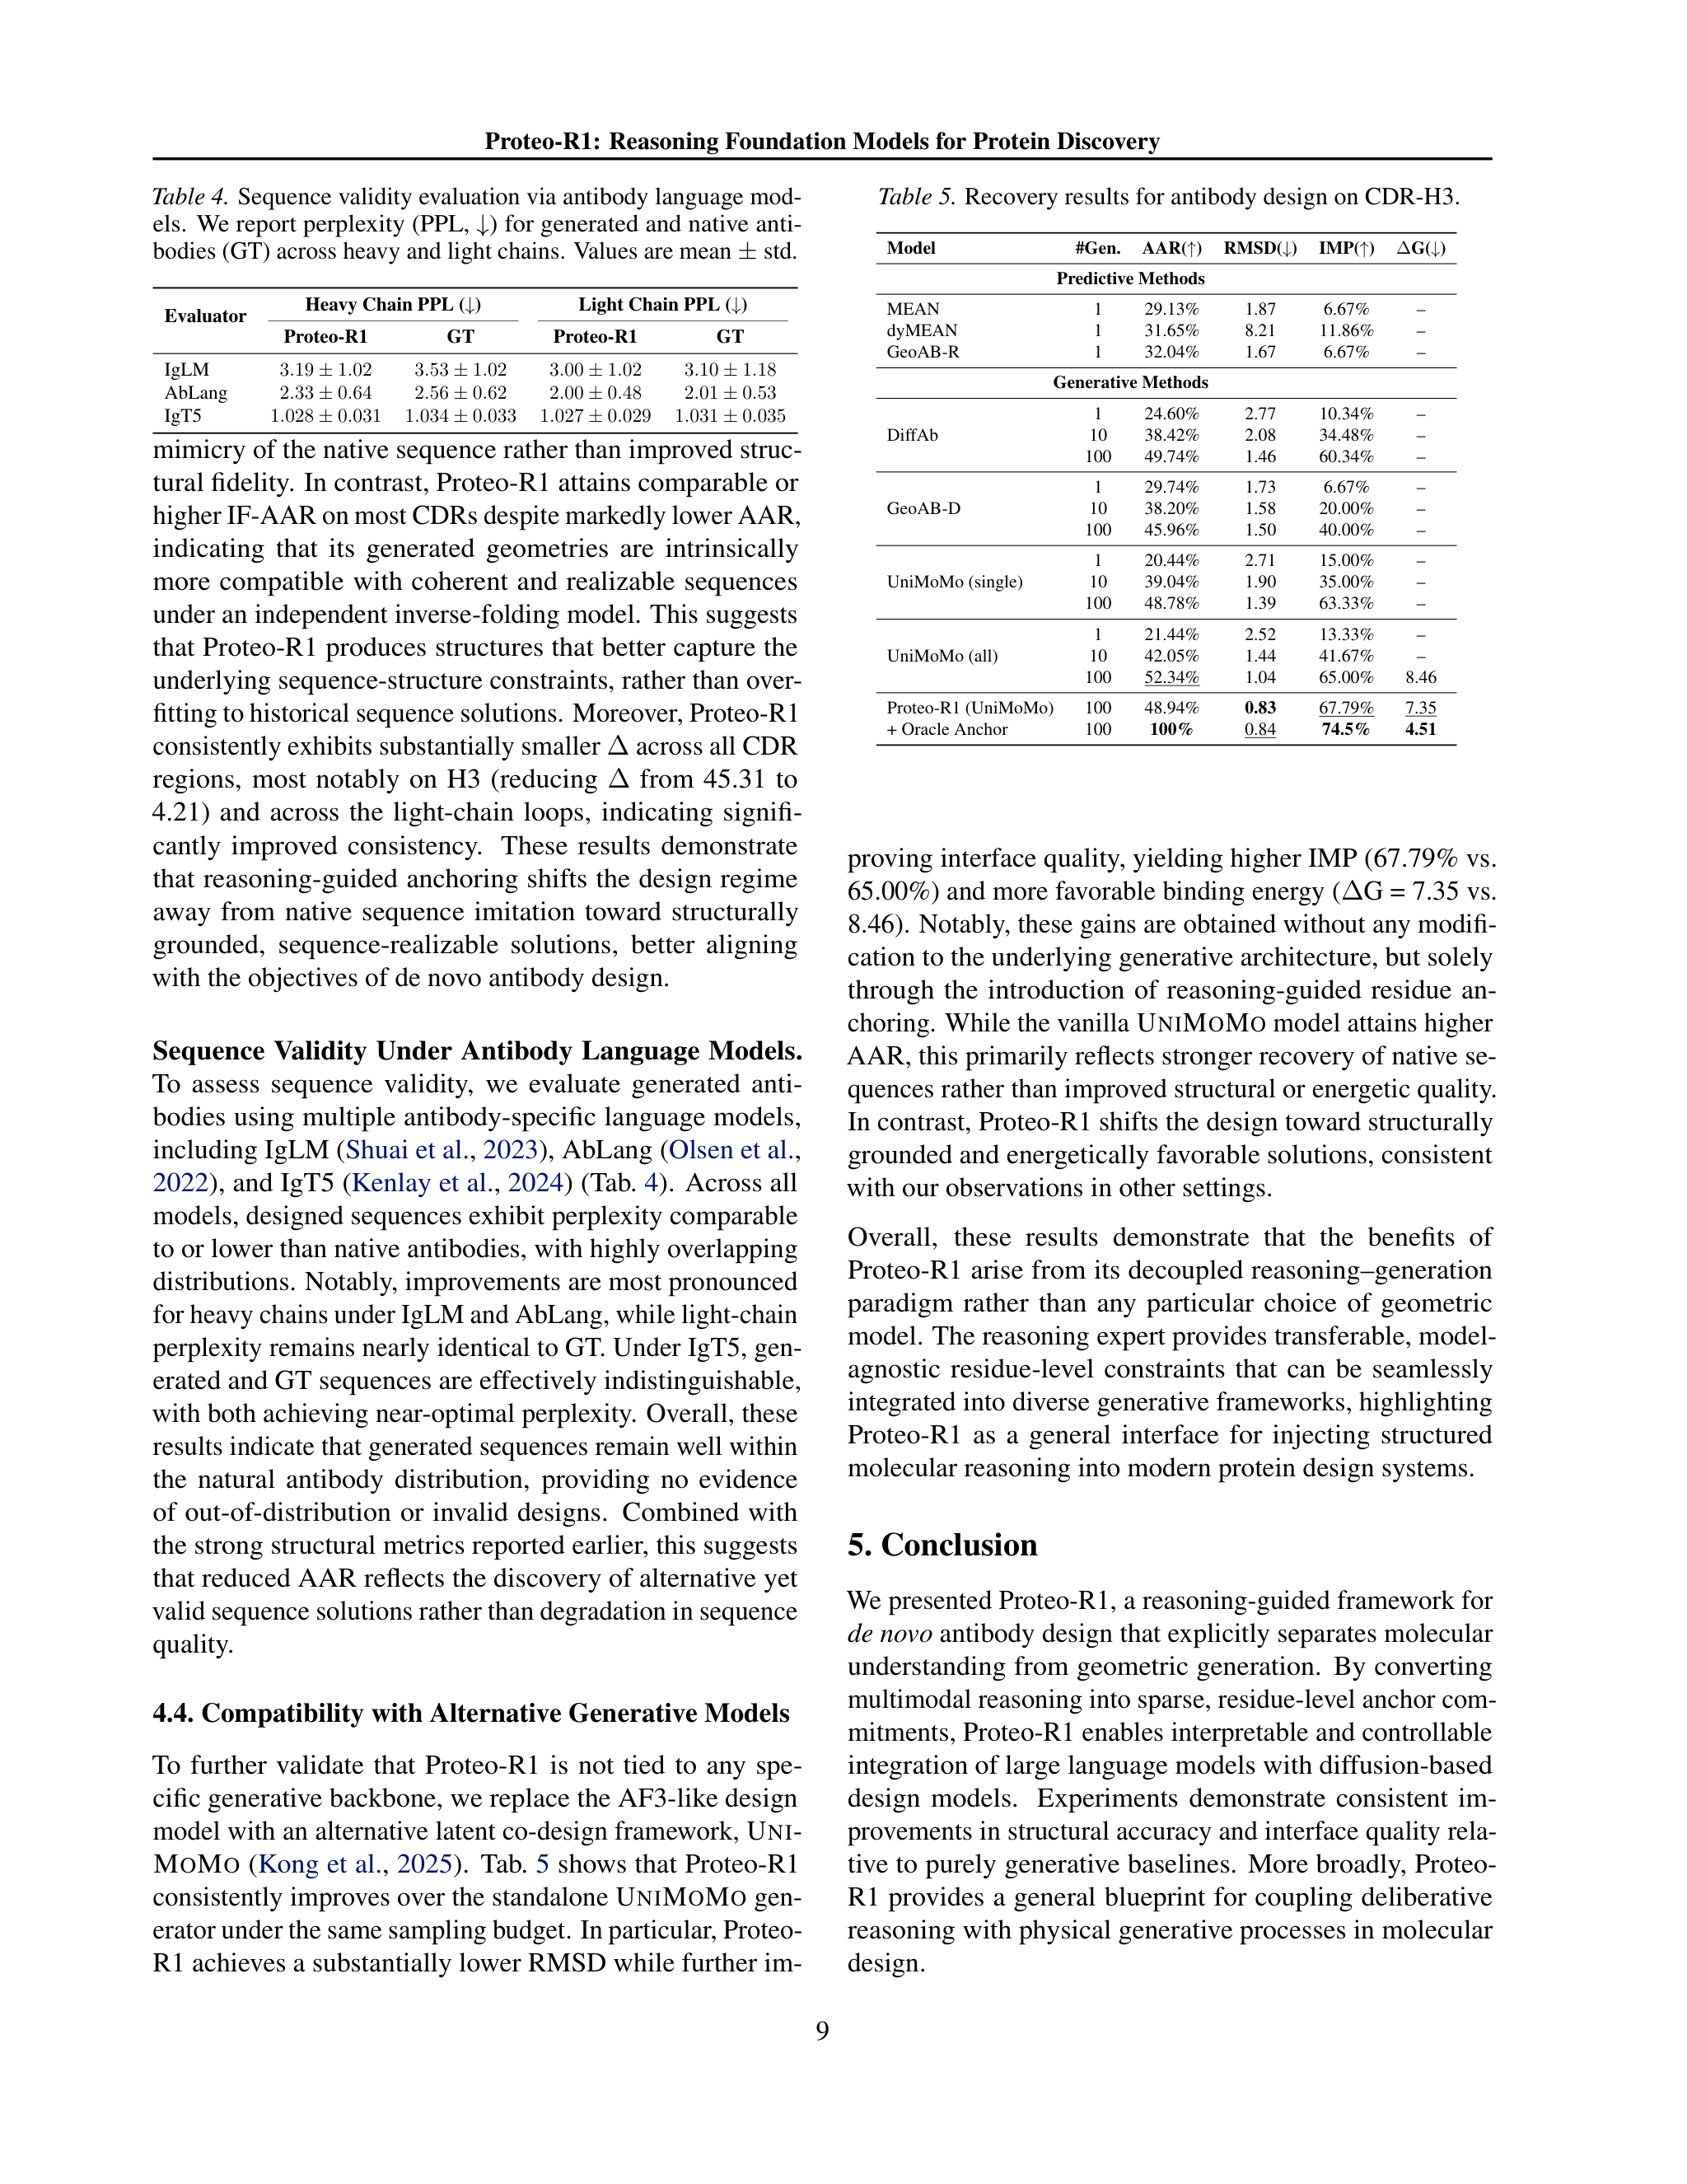 Proteo-R1: Reasoning Foundation Models for Protein Discovery
Table 4. Sequence validity evaluation via antibody language mod-
els. We report perplexity (PPL, ↓) for generated and native anti-
bodies (GT) across heavy and light chains. Values are mean ± std.
Evaluator Heavy Chain PPL (↓) Light Chain PPL (↓)
Proteo-R1 GT Proteo-R1 GT
IgLM 3.19 ± 1.02 3.53 ± 1.02 3.00 ± 1.02 3.10 ± 1.18
AbLang 2.33 ± 0.64 2.56 ± 0.62 2.00 ± 0.48 2.01 ± 0.53
IgT5 1.028 ± 0.031 1.034 ± 0.033 1.027 ± 0.029 1.031 ± 0.035
mimicry of the native sequence rather than improved struc-
tural fidelity. In contrast, Proteo-R1 attains comparable or
higher IF-AAR on most CDRs despite markedly lower AAR,
indicating that its generated geometries are intrinsically
more compatible with coherent and realizable sequences
under an independent inverse-folding model. This suggests
that Proteo-R1 produces structures that better capture the
underlying sequence-structure constraints, rather than over-
fitting to historical sequence solutions. Moreover, Proteo-R1
consistently exhibits substantially smaller Δ across all CDR
regions, most notably on H3 (reducing Δ from 45.31 to
4.21) and across the light-chain loops, indicating signifi-
cantly improved consistency. These results demonstrate
that reasoning-guided anchoring shifts the design regime
away from native sequence imitation toward structurally
grounded, sequence-realizable solutions, better aligning
with the objectives of de novo antibody design.
Sequence Validity Under Antibody Language Models.
To assess sequence validity, we evaluate generated anti-
bodies using multiple antibody-specific language models,
including IgLM (Shuai et al., 2023), AbLang (Olsen et al.,
2022), and IgT5 (Kenlay et al., 2024) (Tab. 4). Across all
models, designed sequences exhibit perplexity comparable
to or lower than native antibodies, with highly overlapping
distributions. Notably, improvements are most pronounced
for heavy chains under IgLM and AbLang, while light-chain
perplexity remains nearly identical to GT. Under IgT5, gen-
erated and GT sequences are effectively indistinguishable,
with both achieving near-optimal perplexity. Overall, these
results indicate that generated sequences remain well within
the natural antibody distribution, providing no evidence
of out-of-distribution or invalid designs. Combined with
the strong structural metrics reported earlier, this suggests
that reduced AAR reflects the discovery of alternative yet
valid sequence solutions rather than degradation in sequence
quality.
4.4. Compatibility with Alternative Generative Models
To further validate that Proteo-R1 is not tied to any spe-
cific generative backbone, we replace the AF3-like design
model with an alternative latent co-design framework, UNI-
MOMO (Kong et al., 2025). Tab. 5 shows that Proteo-R1
consistently improves over the standalone UNIMOMO gen-
erator under the same sampling budget. In particular, Proteo-
R1 achieves a substantially lower RMSD while further im-
Table 5. Recovery results for antibody design on CDR-H3.
Model #Gen. AAR(↑) RMSD(↓) IMP(↑) ΔG(↓)
Predictive Methods
MEAN 1 29.13% 1.87 6.67% –
dyMEAN 1 31.65% 8.21 11.86% –
GeoAB-R 1 32.04% 1.67 6.67% –
Generative Methods
1 24.60% 2.77 10.34% –
DiffAb 10 38.42% 2.08 34.48% –
100 49.74% 1.46 60.34% –
1 29.74% 1.73 6.67% –
GeoAB-D 10 38.20% 1.58 20.00% –
100 45.96% 1.50 40.00% –
1 20.44% 2.71 15.00% –
UniMoMo (single) 10 39.04% 1.90 35.00% –
100 48.78% 1.39 63.33% –
1 21.44% 2.52 13.33% –
UniMoMo (all) 10 42.05% 1.44 41.67% –
100 52.34% 1.04 65.00% 8.46
Proteo-R1 (UniMoMo) 100 48.94% 0.83 67.79% 7.35
+ Oracle Anchor 100 100% 0.84 74.5% 4.51
proving interface quality, yielding higher IMP (67.79% vs.
65.00%) and more favorable binding energy (ΔG = 7.35 vs.
8.46). Notably, these gains are obtained without any modifi-
cation to the underlying generative architecture, but solely
through the introduction of reasoning-guided residue an-
choring. While the vanilla UNIMOMO model attains higher
AAR, this primarily reflects stronger recovery of native se-
quences rather than improved structural or energetic quality.
In contrast, Proteo-R1 shifts the design toward structurally
grounded and energetically favorable solutions, consistent
with our observations in other settings.
Overall, these results demonstrate that the benefits of
Proteo-R1 arise from its decoupled reasoning–generation
paradigm rather than any particular choice of geometric
model. The reasoning expert provides transferable, model-
agnostic residue-level constraints that can be seamlessly
integrated into diverse generative frameworks, highlighting
Proteo-R1 as a general interface for injecting structured
molecular reasoning into modern protein design systems.
5. Conclusion
We presented Proteo-R1, a reasoning-guided framework for
de novo antibody design that explicitly separates molecular
understanding from geometric generation. By converting
multimodal reasoning into sparse, residue-level anchor com-
mitments, Proteo-R1 enables interpretable and controllable
integration of large language models with diffusion-based
design models. Experiments demonstrate consistent im-
provements in structural accuracy and interface quality rela-
tive to purely generative baselines. More broadly, Proteo-
R1 provides a general blueprint for coupling deliberative
reasoning with physical generative processes in molecular
design.
9